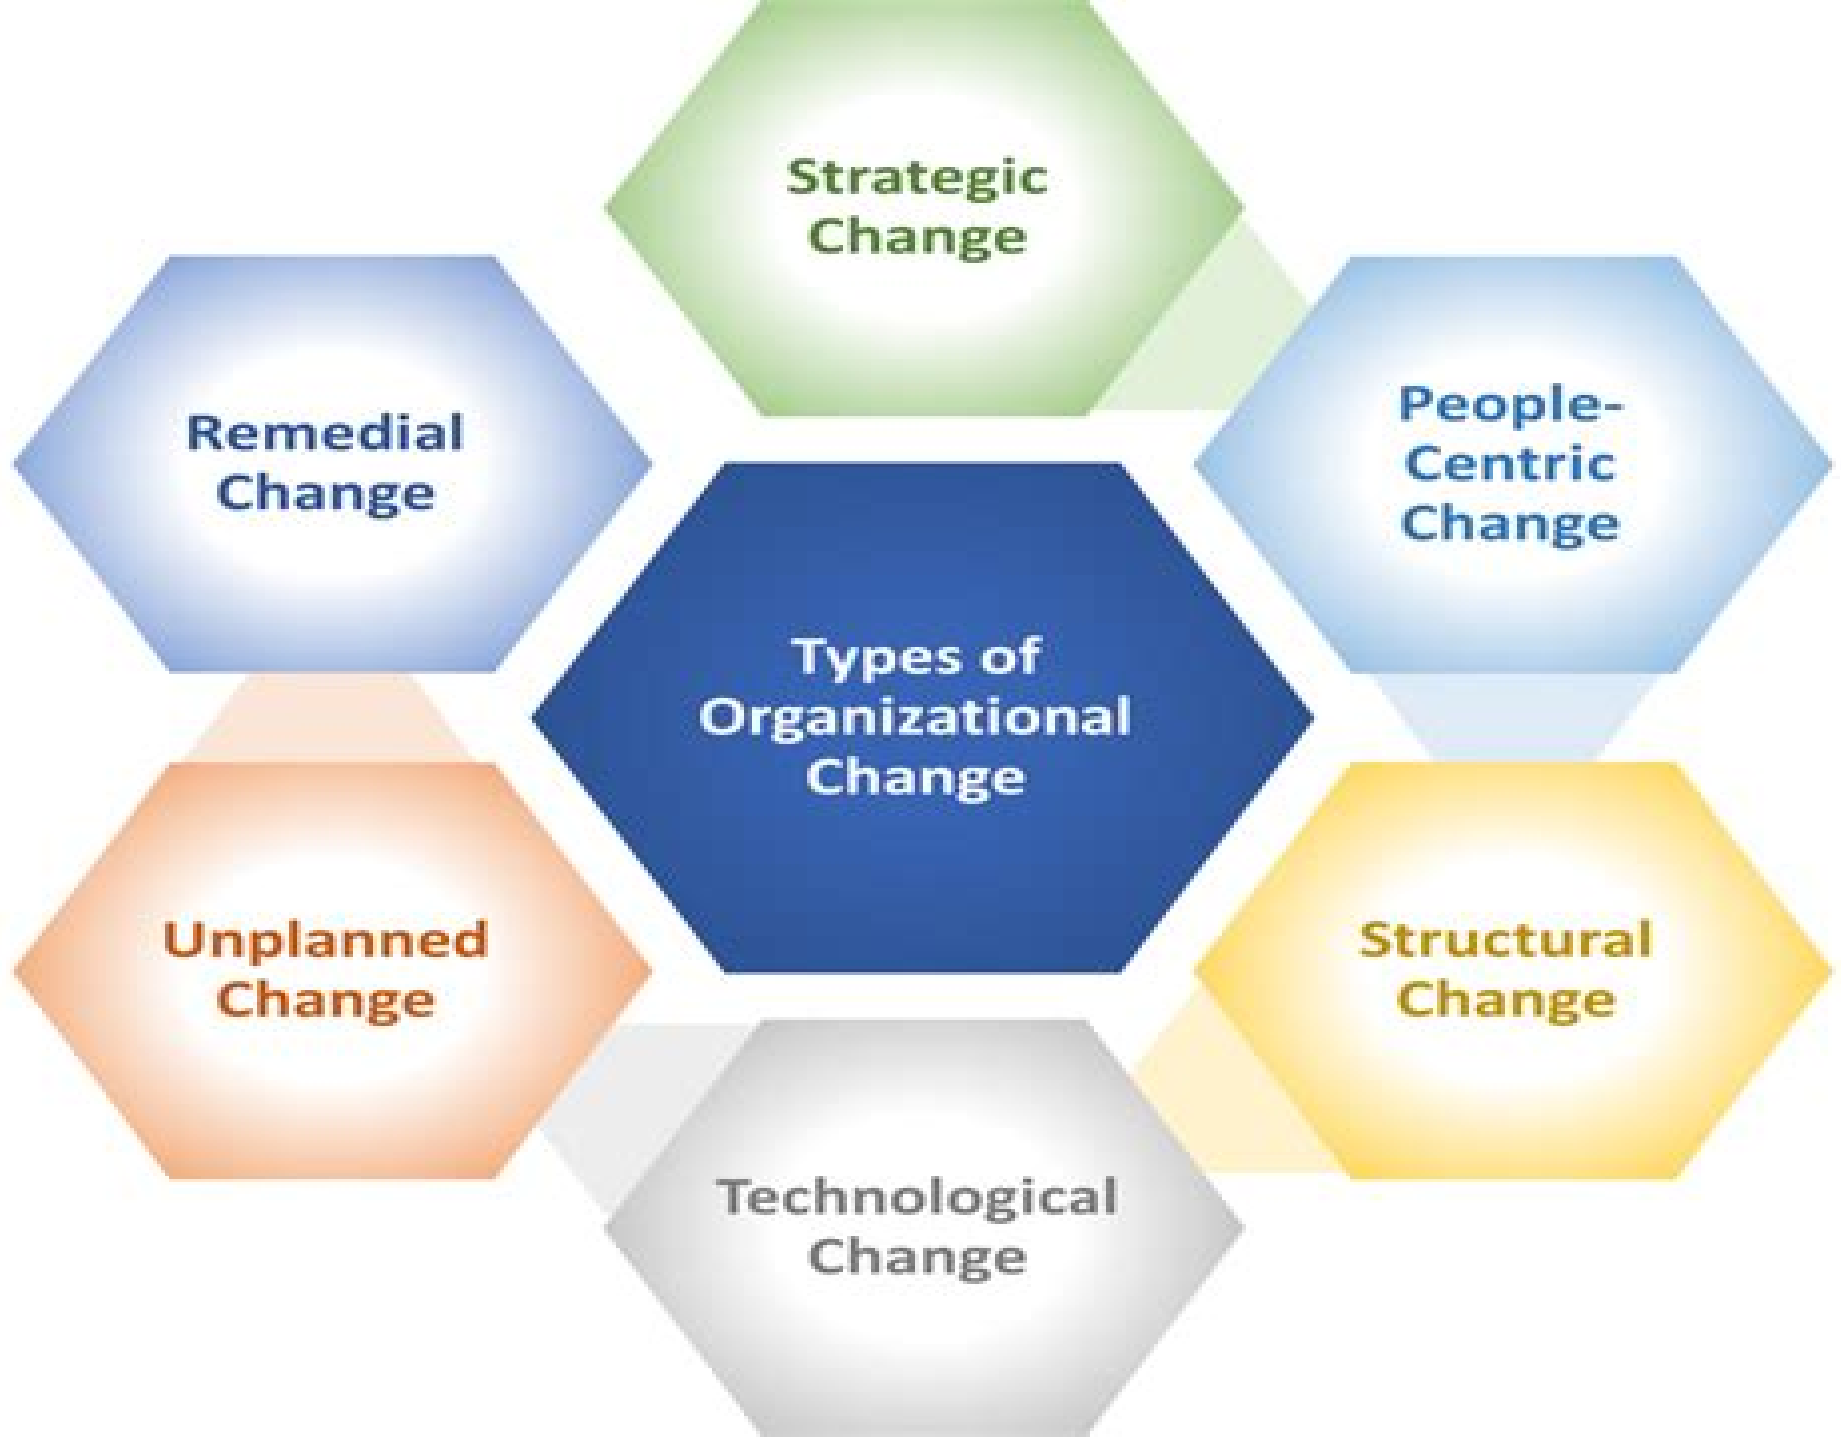 Strategic
Change
People-
Centric
Change
Structural
Change
Technological
Change
Unplanned
Change
Remedial
Change
Types of
Organizational
Change